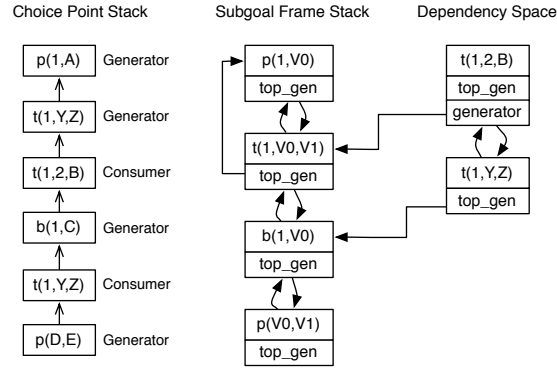 Choice Point Stack
p(1,A) Generator
t(1,Y,Z) Generator
t(1,2,B) Consumer
b(1,C) Generator
t(1,Y,Z) Consumer
p(D,E) Generator
Subgoal Frame Stack
p(1,V0)
top_gen
t(1,V0,V1)
top_gen
b(1,V0)
top_gen
p(V0,V1)
top_gen
Dependency Space
t(1,2,B)
top_gen
generator
t(1,Y,Z)
top_gen